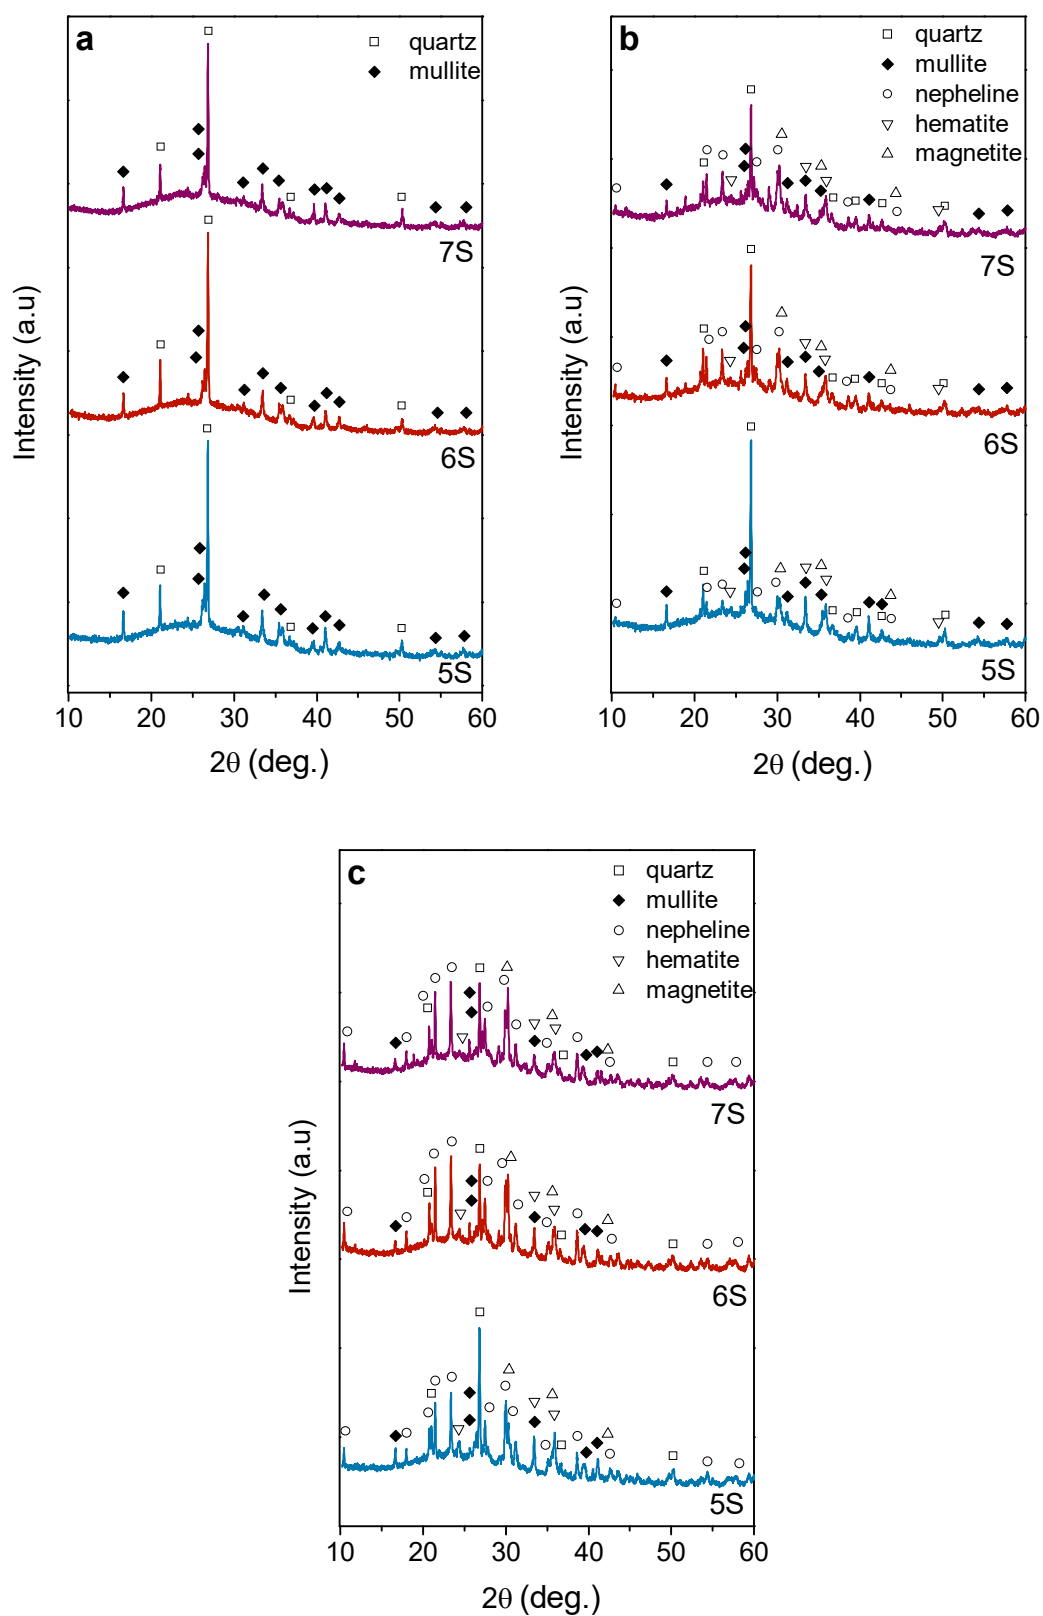 a
quartz
mullite
7S
6S
5S
Intensity (a.u)
10 20 30 40 50 60
2θ (deg.)
b
quartz
mullite
nepheline
hematite
magnetite
7S
6S
5S
Intensity (a.u)
10 20 30 40 50 60
2θ (deg.)
c
quartz
mullite
nepheline
hematite
magnetite
7S
6S
5S
Intensity (a.u)
10 20 30 40 50 60
2θ (deg.)